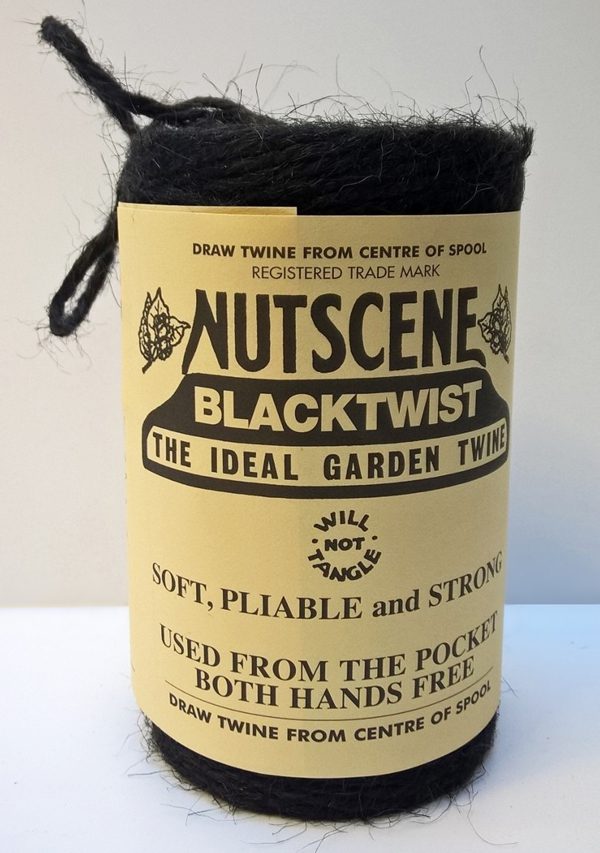 DRAW TWINE FROM CENTRE OF SPOOL
REGISTERED TRADE MARK
NUTSCENE
BLACKTWIST
THE IDEAL GARDEN TWINE
WILL
· NOT ·
TANGLE
SOFT, PLIABLE and STRONG
USED FROM THE POCKET
BOTH HANDS FREE
DRAW TWINE FROM CENTRE OF SPOOL